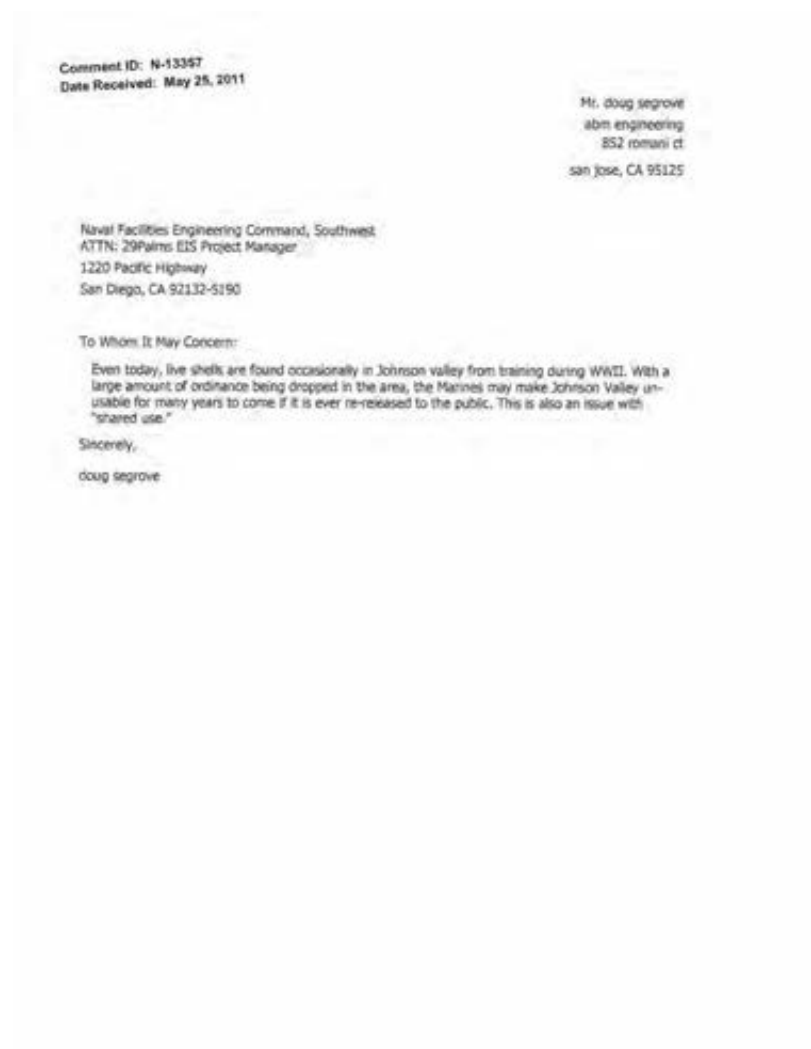 Comment ID: N-13357
Date Received: May 25, 2011
Mr. doug segrove
abm engineering
852 romani ct
san jose, CA 95125
Naval Facilities Engineering Command, Southwest
ATTN: 29Palms EIS Project Manager
1220 Pacific Highway
San Diego, CA 92132-5190
To Whom It May Concern:
Even today, live shells are found occasionally in Johnson valley from training during WWII. With a
large amount of ordinance being dropped in the area, the Marines may make Johnson Valley un-
usable for many years to come if it is ever re-released to the public. This is also an issue with
"shared use."
Sincerely,
doug segrove